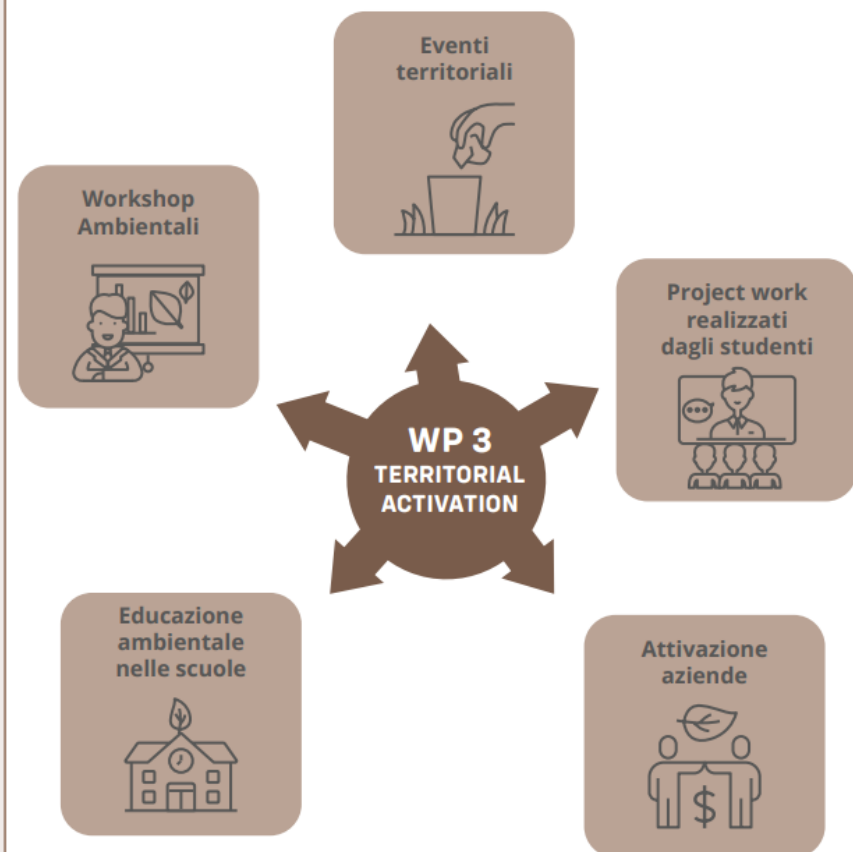 Eventi
territoriali
Workshop
Ambientali
Project work
realizzati
dagli studenti
WP 3
TERRITORIAL
ACTIVATION
Educazione
ambientale
nelle scuole
Attivazione
aziende
$